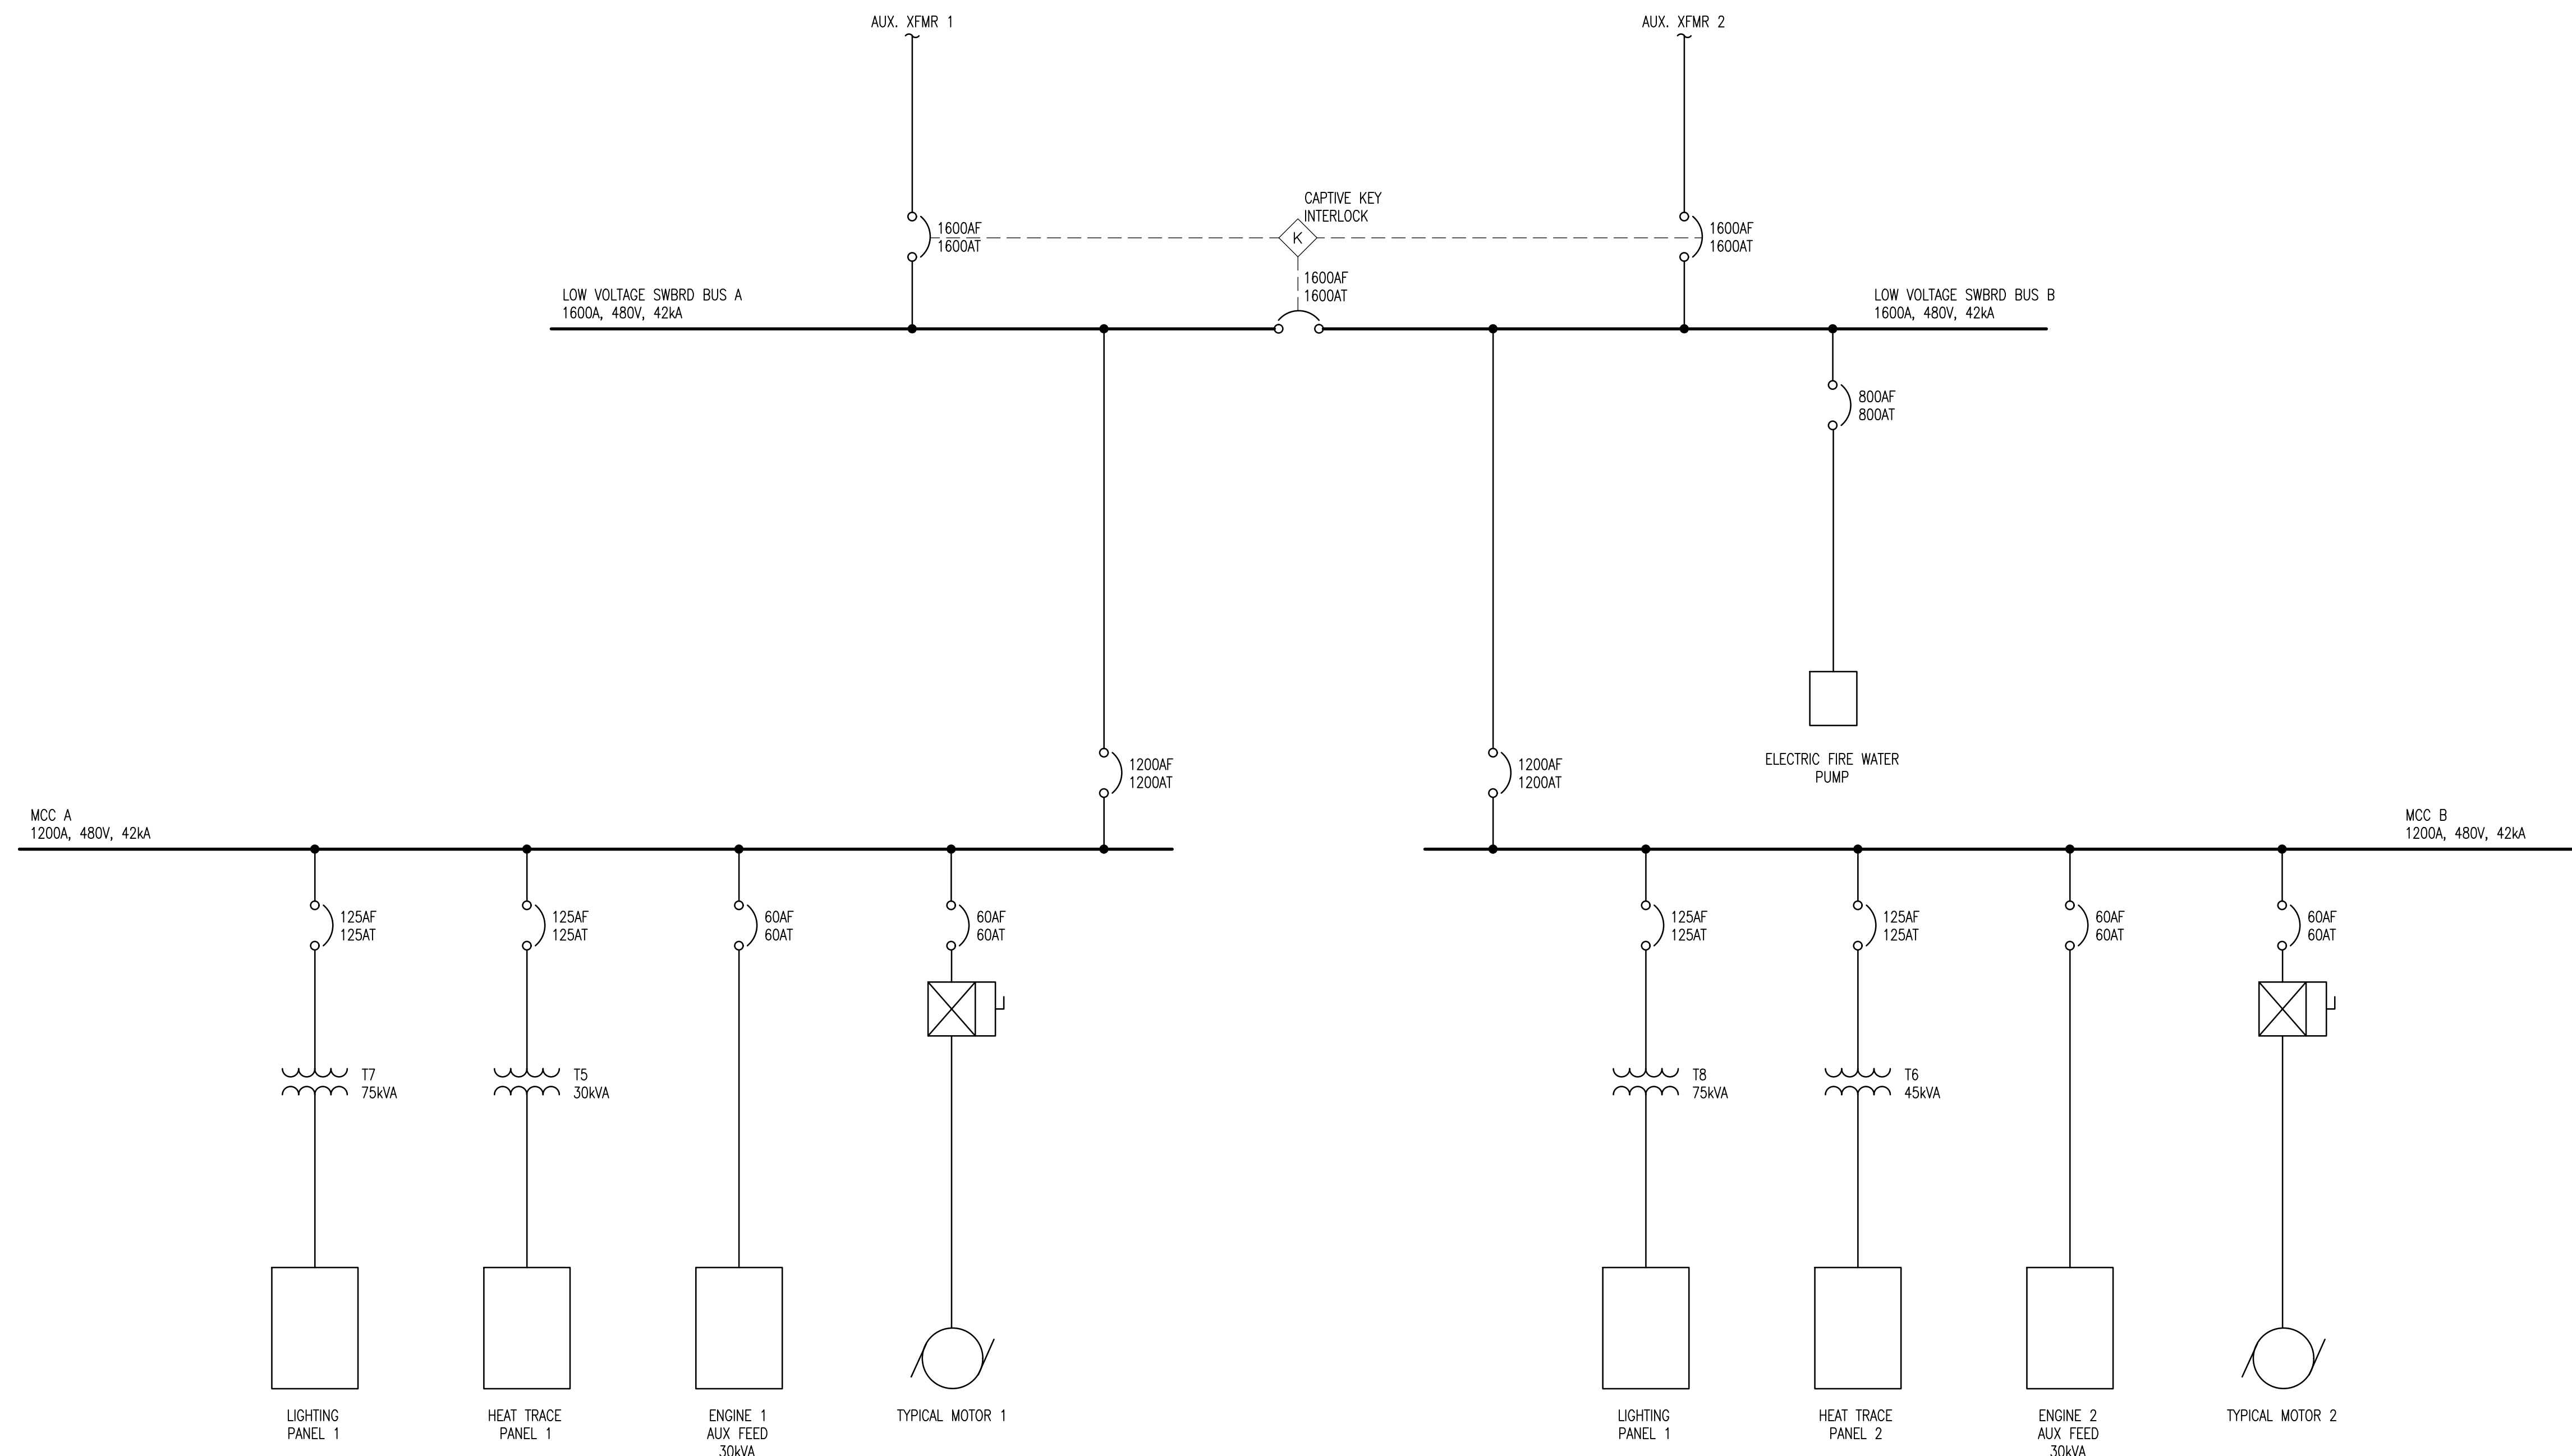 AUX. XFMR 1
AUX. XFMR 2
CAPTIVE KEY
INTERLOCK
1600AF
1600AT
K
1600AF
1600AT
1600AF
1600AT
LOW VOLTAGE SWBRD BUS A
1600A, 480V, 42kA
LOW VOLTAGE SWBRD BUS B
1600A, 480V, 42kA
800AF
800AT
ELECTRIC FIRE WATER
PUMP
1200AF
1200AT
1200AF
1200AT
MCC A
1200A, 480V, 42kA
MCC B
1200A, 480V, 42kA
125AF
125AT
125AF
125AT
60AF
60AT
60AF
60AT
125AF
125AT
125AF
125AT
60AF
60AT
60AF
60AT
T7
75kVA
T5
30kVA
T8
75kVA
T6
45kVA
LIGHTING
PANEL 1
HEAT TRACE
PANEL 1
ENGINE 1
AUX FEED
30kVA
TYPICAL MOTOR 1
LIGHTING
PANEL 1
HEAT TRACE
PANEL 2
ENGINE 2
AUX FEED
30kVA
TYPICAL MOTOR 2